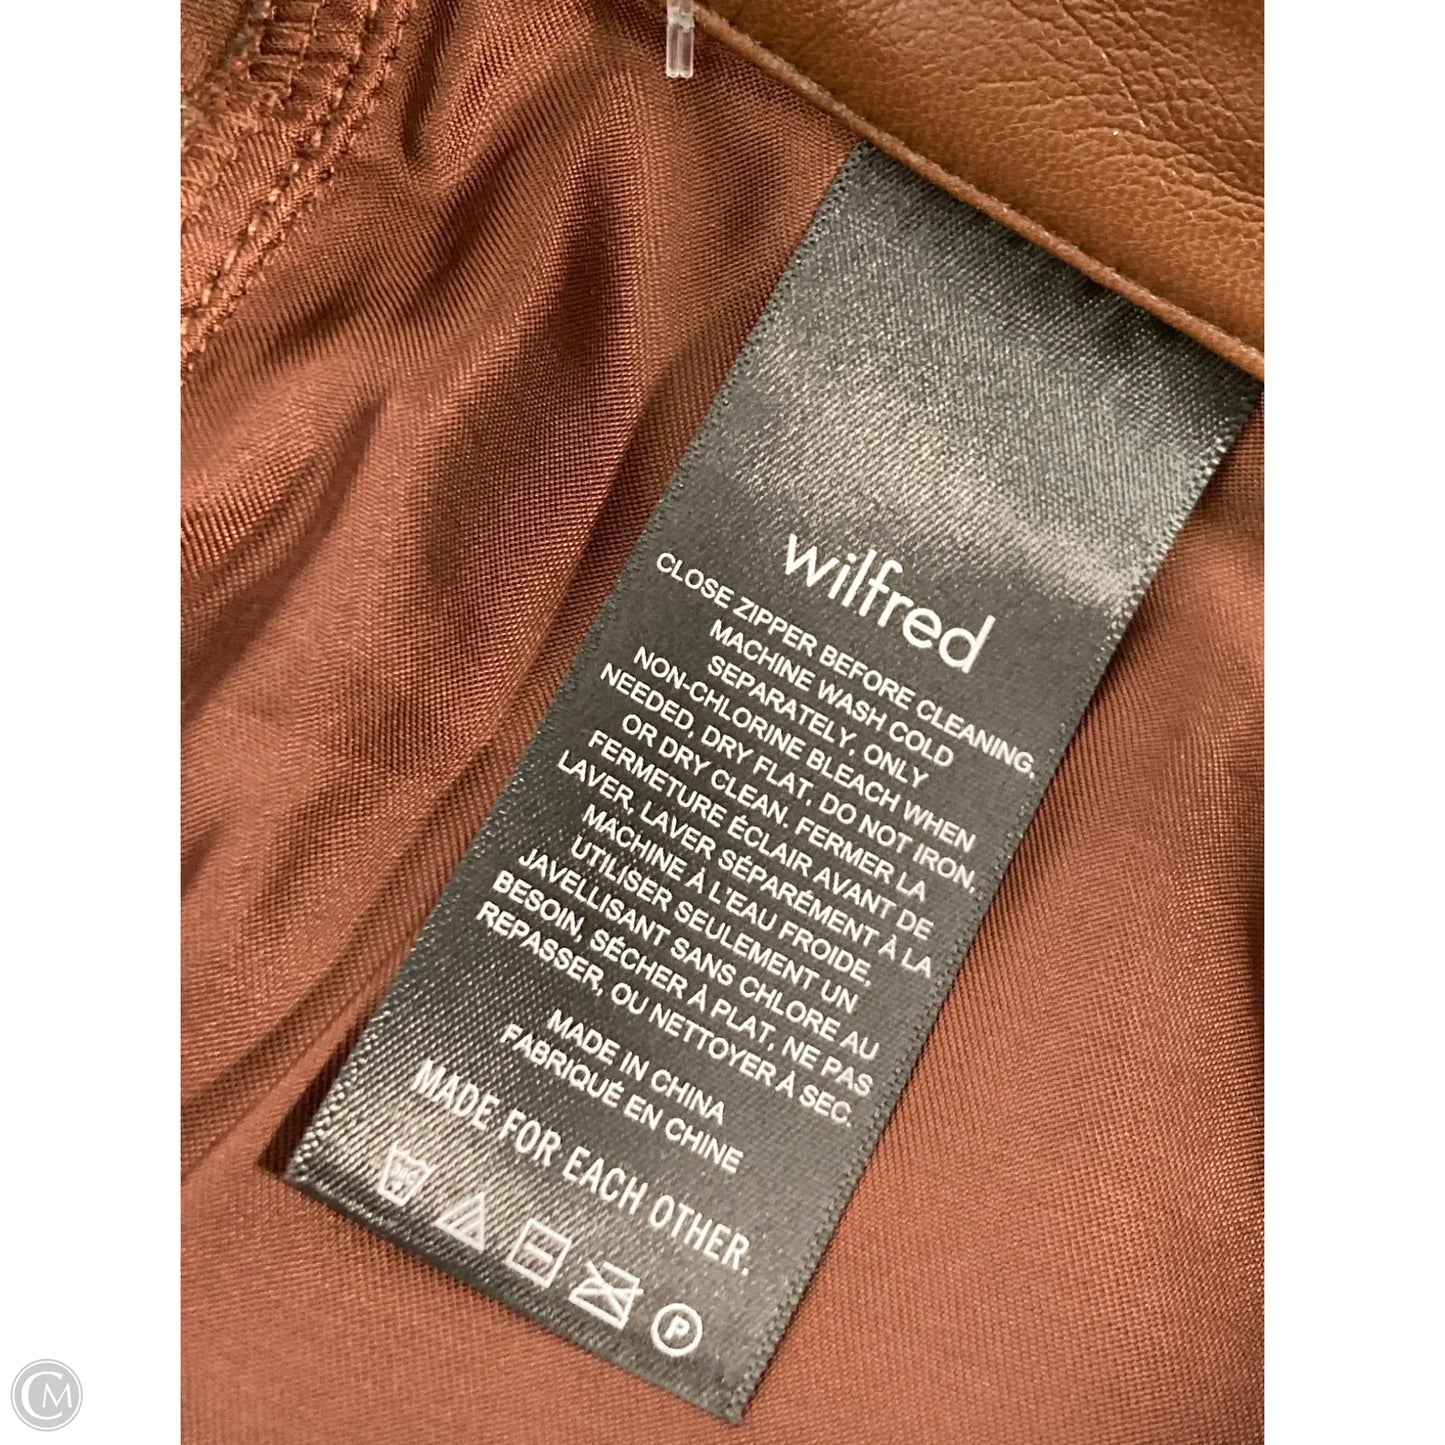 wilfred
CLOSE ZIPPER BEFORE CLEANING.
MACHINE WASH COLD
SEPARATELY, ONLY
NON-CHLORINE BLEACH WHEN
NEEDED, DRY FLAT, DO NOT IRON,
OR DRY CLEAN. FERMER LA
FERMETURE ÉCLAIR AVANT DE
LAVER, LAVER SÉPARÉMENT À LA
MACHINE À L'EAU FROIDE,
UTILISER SEULEMENT UN
JAVELLISANT SANS CHLORE AU
BESOIN, SÉCHER À PLAT, NE PAS
REPASSER, OU NETTOYER À SEC.
MADE IN CHINA
FABRIQUÉ EN CHINE
MADE FOR EACH OTHER.
30C
P
CM